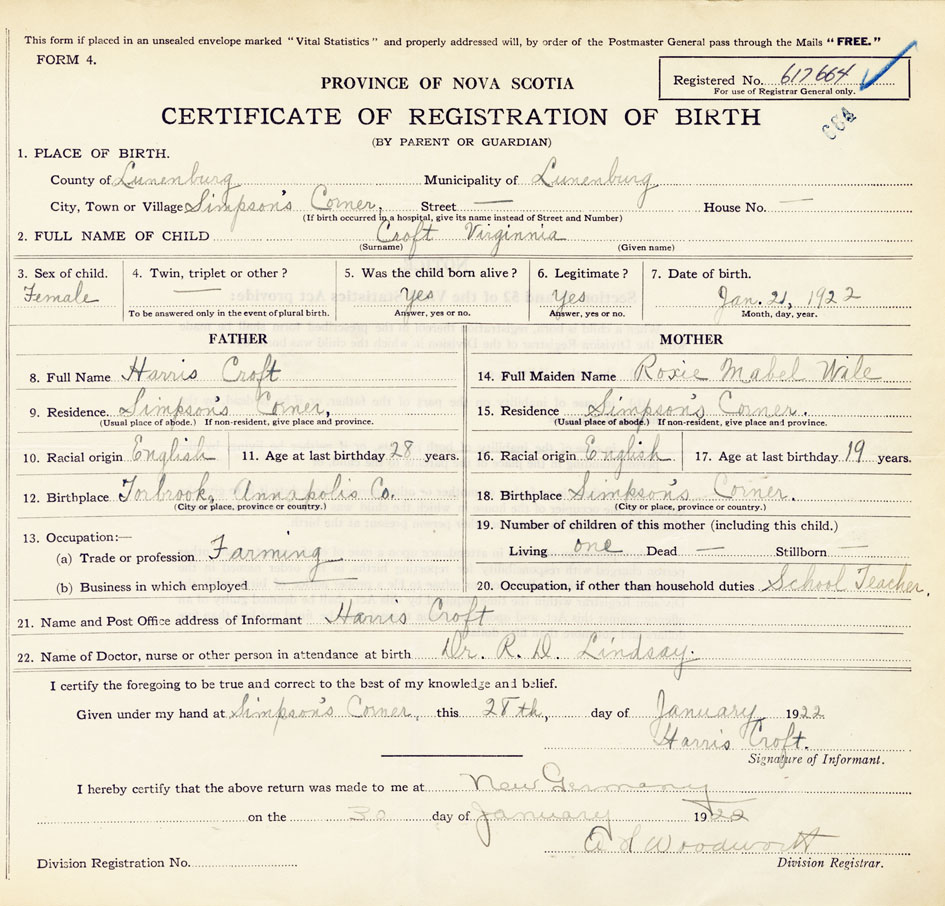 This form if placed in an unsealed envelope marked "Vital Statistics" and properly addressed will, by order of the Postmaster General pass through the Mails "FREE."
FORM 4.
Registered No. 617664
For use of Registrar General only.
684
PROVINCE OF NOVA SCOTIA
CERTIFICATE OF REGISTRATION OF BIRTH
(BY PARENT OR GUARDIAN)
1. PLACE OF BIRTH.
County of Lunenburg Municipality of Lunenburg
City, Town or Village Simpson's Corner, Street — House No. —
(If birth occurred in a hospital, give its name instead of Street and Number)
2. FULL NAME OF CHILD Croft Virginnia
(Surname) (Given name)
3. Sex of child. 4. Twin, triplet or other? 5. Was the child born alive? 6. Legitimate? 7. Date of birth.
Female — Yes Yes Jan. 21, 1922
To be answered only in the event of plural birth. Answer, yes or no. Answer, yes or no. Month, day, year.
FATHER
8. Full Name Harris Croft
9. Residence. Simpson's Corner,
(Usual place of abode.) If non-resident, give place and province.
10. Racial origin English 11. Age at last birthday 28 years.
12. Birthplace Torbrook, Annapolis Co.
(City or place, province or country.)
13. Occupation:—
(a) Trade or profession Farming
(b) Business in which employed —
MOTHER
14. Full Maiden Name Rosie Mabel Wile
15. Residence Simpson's Corner.
(Usual place of abode.) If non-resident, give place and province.
16. Racial origin English 17. Age at last birthday 19 years.
18. Birthplace Simpson's Corner.
(City or place, province or country.)
19. Number of children of this mother (including this child.)
Living one Dead — Stillborn —
20. Occupation, if other than household duties School Teacher,
21. Name and Post Office address of Informant Harris Croft
22. Name of Doctor, nurse or other person in attendance at birth Dr. R. D. Lindsay.
I certify the foregoing to be true and correct to the best of my knowledge and belief.
Given under my hand at Simpson's Corner, this 28th, day of January, 1922
Harris Croft.
Signature of Informant.
I hereby certify that the above return was made to me at New Germany
on the 30 day of January 1922
Woodworth
Division Registration No. Division Registrar.